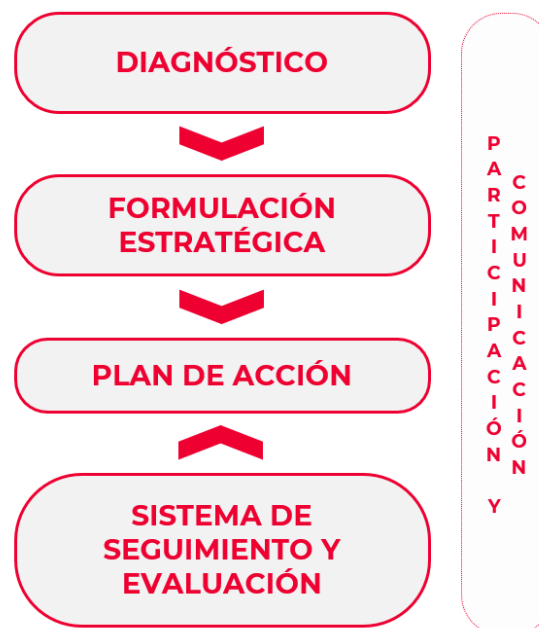 DIAGNÓSTICO
FORMULACIÓN
ESTRATÉGICA
PLAN DE ACCIÓN
SISTEMA DE
SEGUIMIENTO Y
EVALUACIÓN
PARTICIPACIÓN Y
COMUNICACIÓN